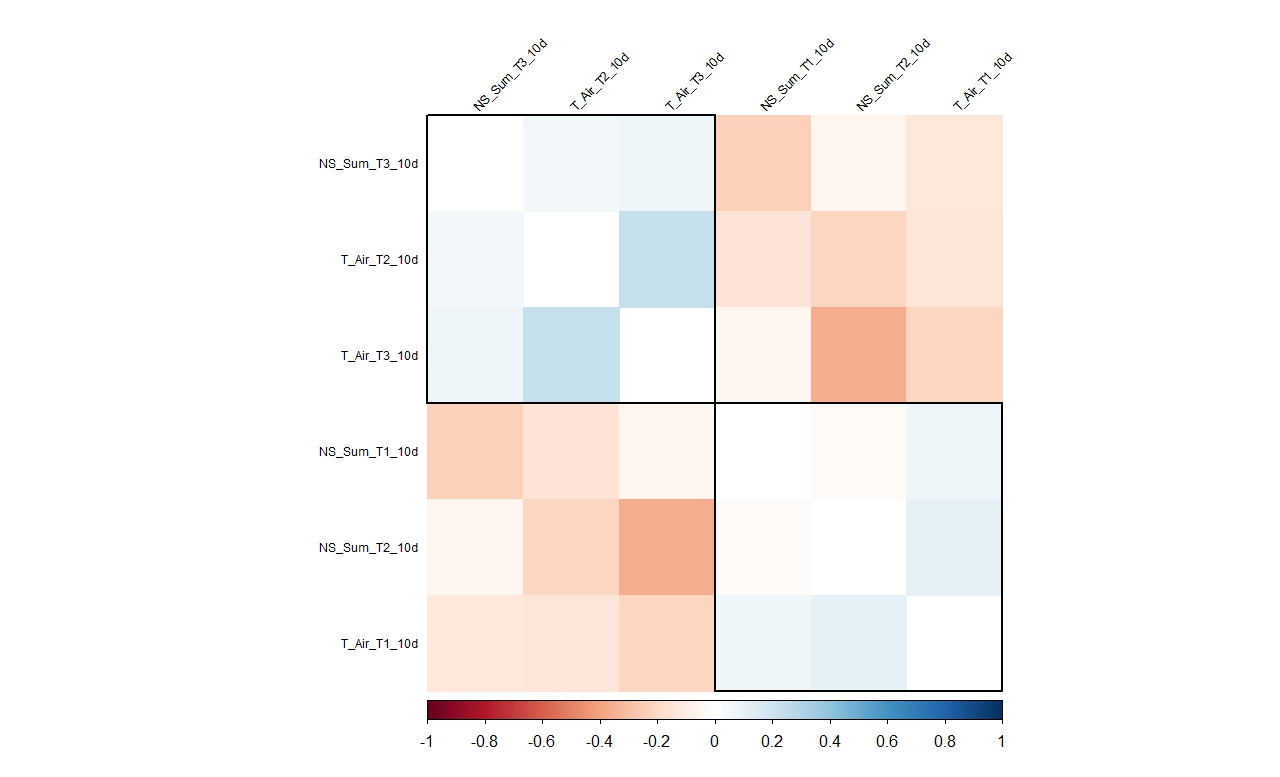 NS_Sum_T3_10d
T_Air_T2_10d
T_Air_T3_10d
NS_Sum_T1_10d
NS_Sum_T2_10d
T_Air_T1_10d
NS_Sum_T3_10d
T_Air_T2_10d
T_Air_T3_10d
NS_Sum_T1_10d
NS_Sum_T2_10d
T_Air_T1_10d
-1 -0.8 -0.6 -0.4 -0.2 0 0.2 0.4 0.6 0.8 1